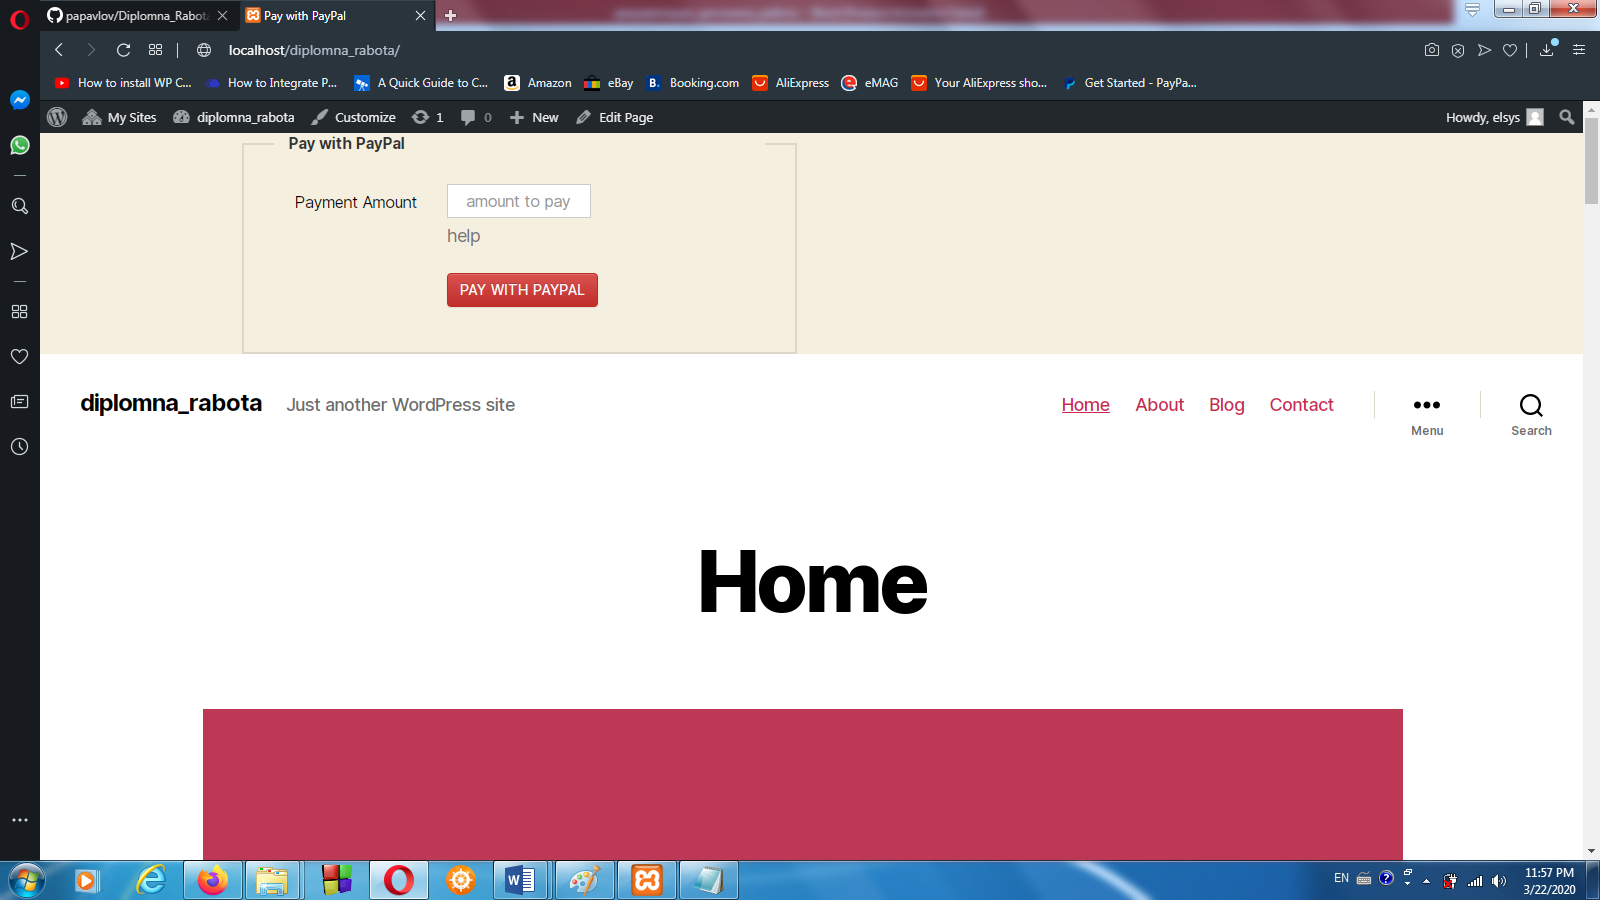 papavlov/Diplomna_Rabota
Pay with PayPal
localhost/diplomna_rabota/
How to install WP C...
How to Integrate P...
A Quick Guide to C...
Amazon
eBay
Booking.com
AliExpress
eMAG
Your AliExpress sho...
Get Started - PayPa...
My Sites
diplomna_rabota
Customize
1
0
New
Edit Page
Howdy, elsys
Pay with PayPal
Payment Amount
amount to pay
help
PAY WITH PAYPAL
diplomna_rabota
Just another WordPress site
Home
About
Blog
Contact
Menu
Search
Home
EN
11:57 PM
3/22/2020